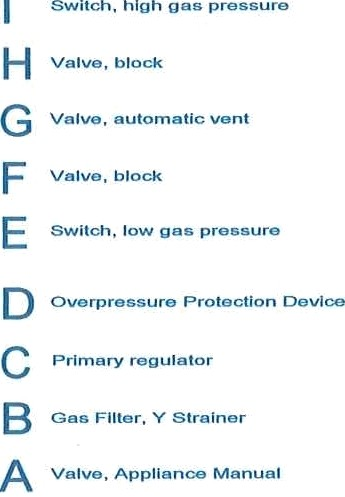 I Switch, high gas pressure
H Valve, block
G Valve, automatic vent
F Valve, block
E Switch, low gas pressure
D Overpressure Protection Device
C Primary regulator
B Gas Filter, Y Strainer
A Valve, Appliance Manual